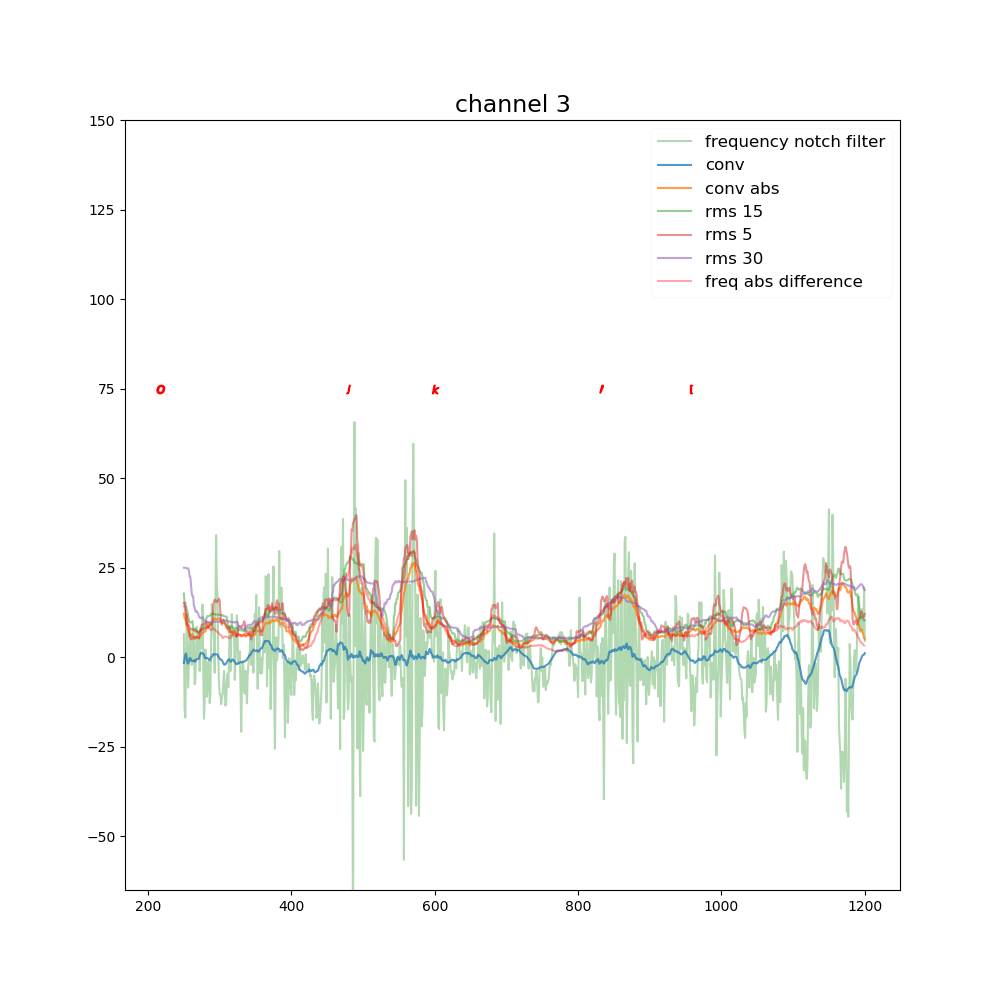 channel 3
150
125
100
75
50
25
0
−25
−50
frequency notch filter
conv
conv abs
rms 15
rms 5
rms 30
freq abs difference
o j k l [
200 400 600 800 1000 1200